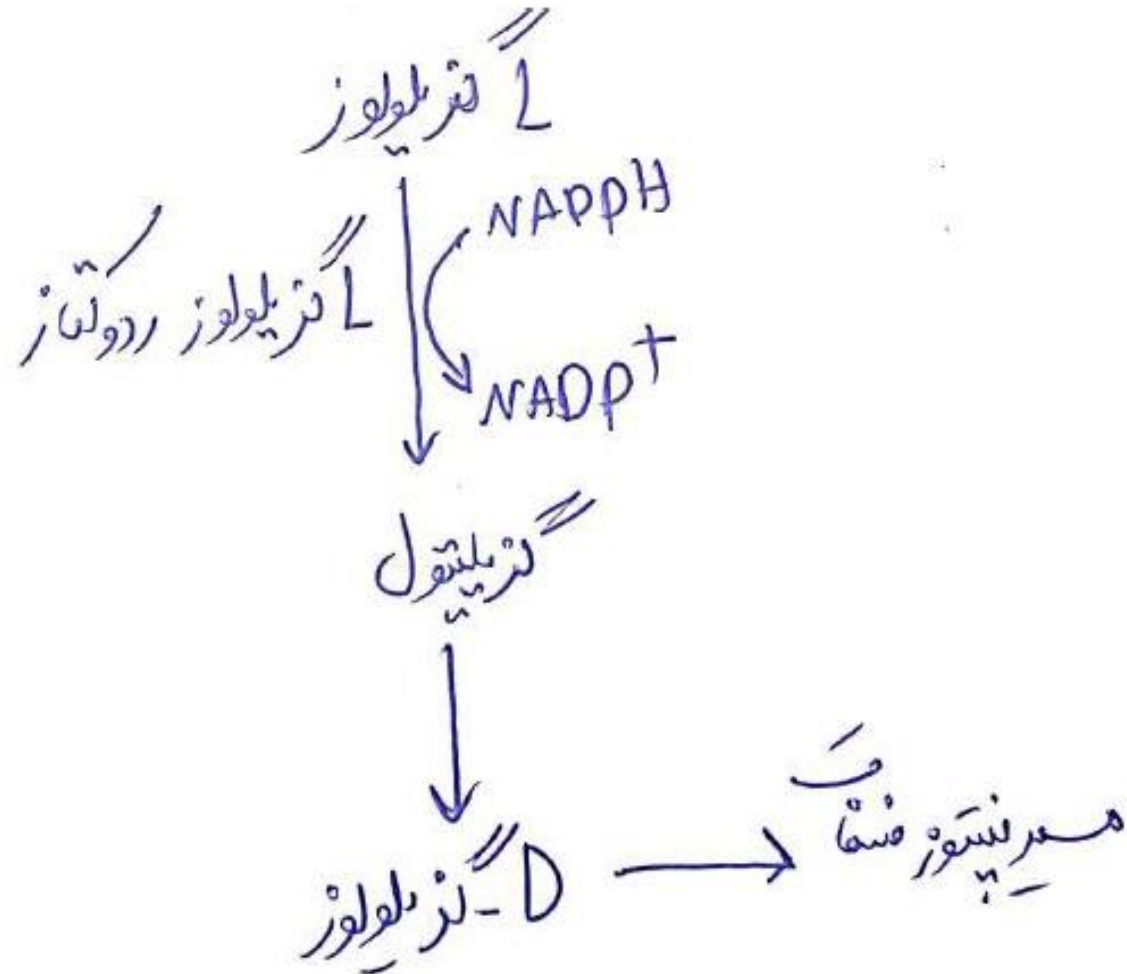 L گزیلولوز
NADPH
L گزیلولوز ردوکتاز
NADP+
گزیلیتول
D-گزیلولوز
مسیر پنتوز فسفات